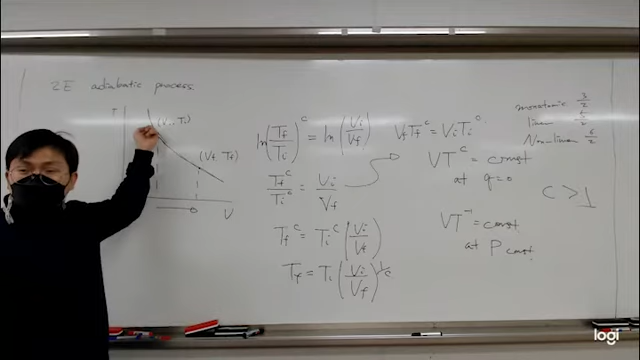 2E adiabatic process.
T
(Vi, Ti)
(Vf, Tf)
V
ln(Tf/Ti)^c = ln(Vi/Vf)
Tf^c/Ti^c = Vi/Vf
Tf^c = Ti^c (Vi/Vf)
Tf = Ti (Vi/Vf)^1/c
VfTf^c = ViTi^c
VT^c = const
at q=0
VT^-1 = const
at P const
monatomic 3/2
linear 5/2
Non-linear 6/2
C > 1
logi